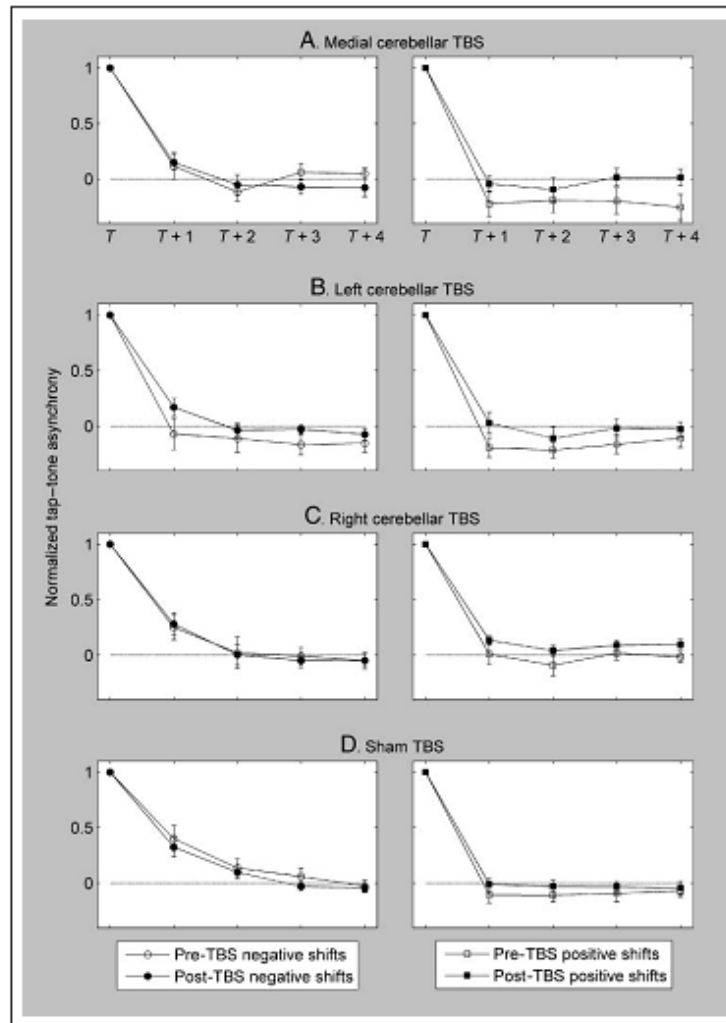 A. Medial cerebellar TBS
1
0.5
0
T T + 1 T + 2 T + 3 T + 4 T T + 1 T + 2 T + 3 T + 4
B. Left cerebellar TBS
1
0.5
0
Normalized tap–tone asynchrony
C. Right cerebellar TBS
1
0.5
0
D. Sham TBS
1
0.5
0
Pre-TBS negative shifts
Post-TBS negative shifts
Pre-TBS positive shifts
Post-TBS positive shifts